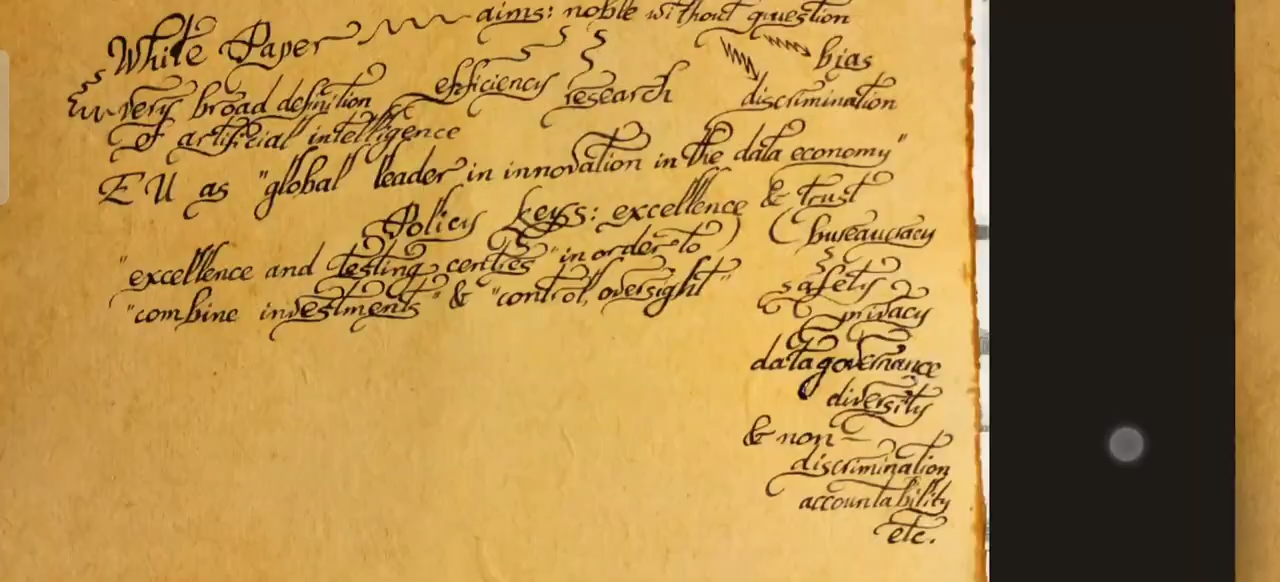 White Paper aims: noble without question
bias
very broad definition efficiency research discrimination
of artificial intelligence
EU as "global leader in innovation in the data economy"
Policy keys: excellence & trust
(bureaucracy)
"excellence and testing centres" in order to
safety
"combine investments" & "control, oversight"
privacy
data governance
diversity
& non-
discrimination
accountability
etc.